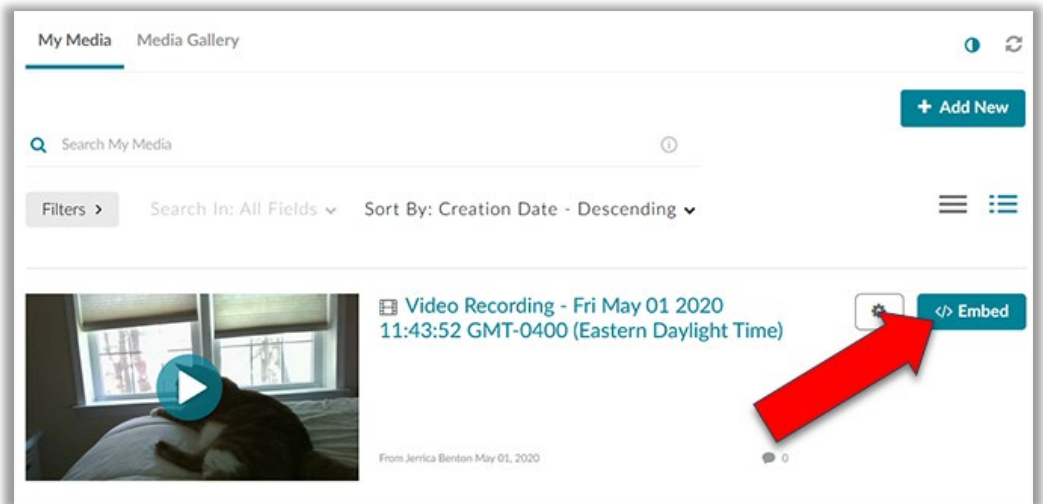 My Media Media Gallery
+ Add New
Search My Media
Filters >
Search In: All Fields
Sort By: Creation Date - Descending
Video Recording - Fri May 01 2020
11:43:52 GMT-0400 (Eastern Daylight Time)
</> Embed
From Jerrica Benton May 01, 2020
0